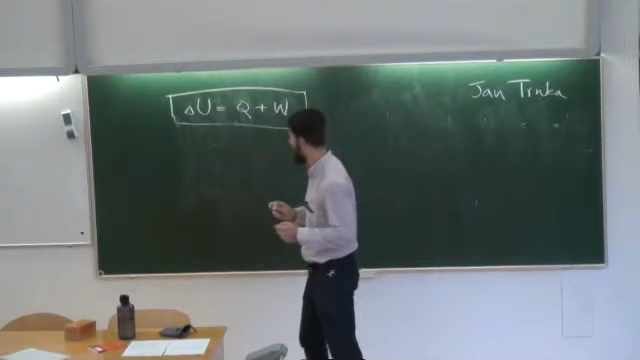 ΔU = Q + W
Jan Trnka